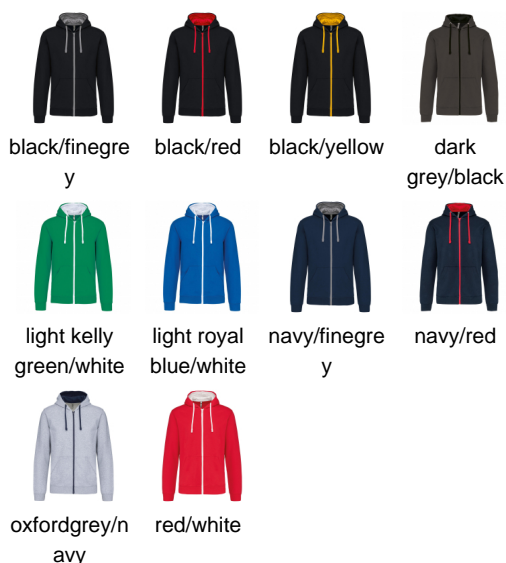 black/finegre
y
black/red
black/yellow
dark
grey/black
light kelly
green/white
light royal
blue/white
navy/finegre
y
navy/red
oxfordgrey/n
avy
red/white